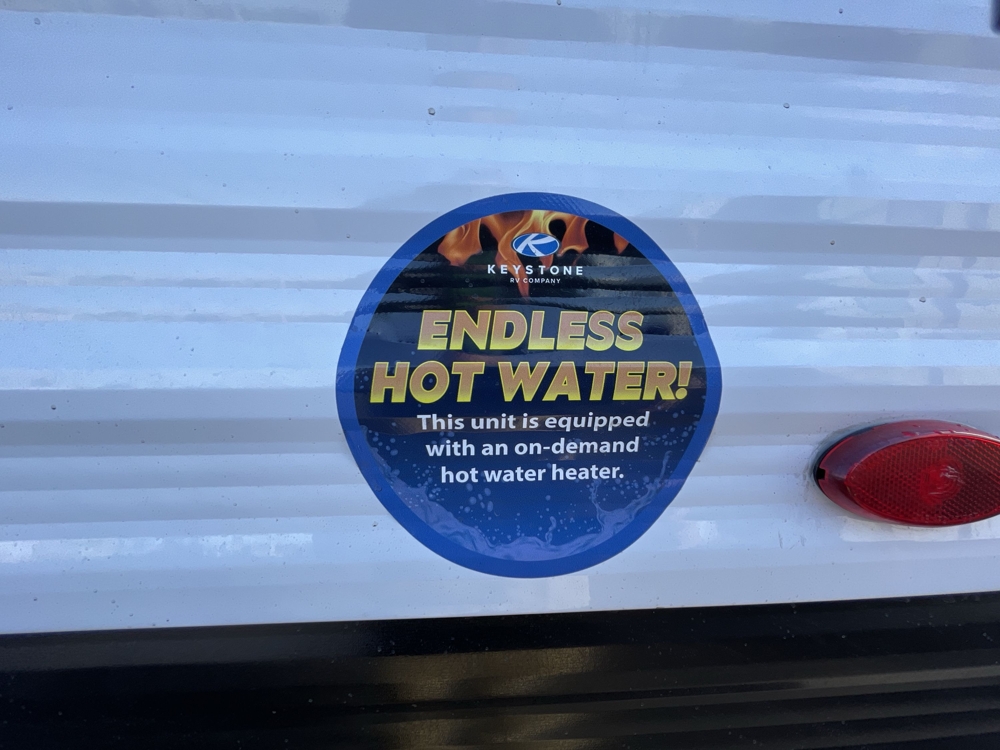 KEYSTONE
RV COMPANY
ENDLESS
HOT WATER!
This unit is equipped
with an on-demand
hot water heater.